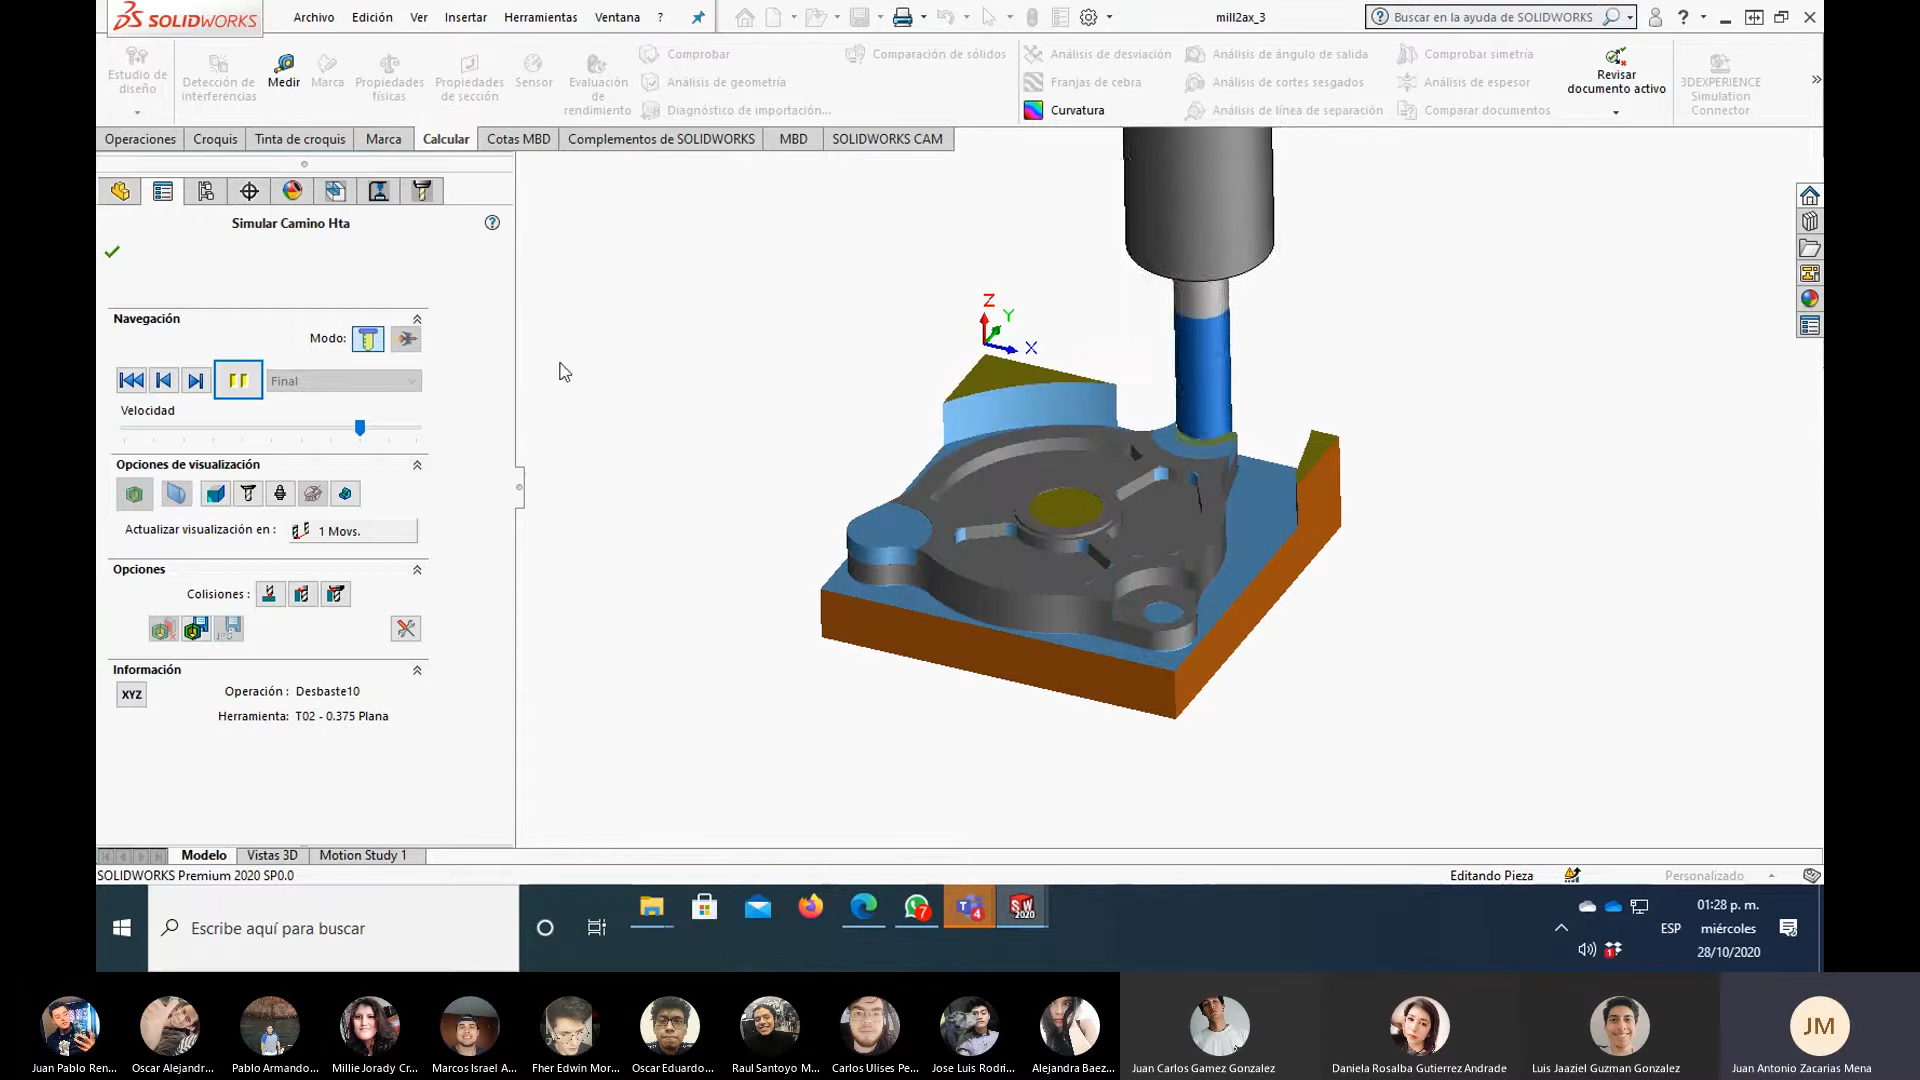 SOLIDWORKS
Archivo Edición Ver Insertar Herramientas Ventana ?
mill2ax_3
Buscar en la ayuda de SOLIDWORKS
?
Estudio de diseño
Detección de interferencias
Medir
Marca
Propiedades físicas
Propiedades de sección
Sensor
Evaluación de rendimiento
Comprobar
Análisis de geometría
Diagnóstico de importación...
Comparación de sólidos
Análisis de desviación
Franjas de cebra
Curvatura
Análisis de ángulo de salida
Análisis de cortes sesgados
Análisis de línea de separación
Comprobar simetría
Análisis de espesor
Comparar documentos
Revisar documento activo
3DEXPERIENCE Simulation Connector
Operaciones Croquis Tinta de croquis Marca Calcular Cotas MBD Complementos de SOLIDWORKS MBD SOLIDWORKS CAM
Simular Camino Hta
Navegación
Modo:
Final
Velocidad
Opciones de visualización
Actualizar visualización en : 1 Movs.
Opciones
Colisiones :
Información
XYZ
Operación : Desbaste10
Herramienta: T02 - 0.375 Plana
Z
Y
X
Modelo Vistas 3D Motion Study 1
SOLIDWORKS Premium 2020 SP0.0
Editando Pieza
Personalizado
Escribe aquí para buscar
7
4
SW 2020
ESP
01:28 p. m.
miércoles
28/10/2020
JM
Juan Pablo Ren...
Oscar Alejandr...
Pablo Armando...
Millie Jorady Cr...
Marcos Israel A...
Fher Edwin Mor...
Oscar Eduardo...
Raul Santoyo M...
Carlos Ulises Pe...
Jose Luis Rodri...
Alejandra Baez...
Juan Carlos Gamez Gonzalez
Daniela Rosalba Gutierrez Andrade
Luis Jaaziel Guzman Gonzalez
Juan Antonio Zacarias Mena